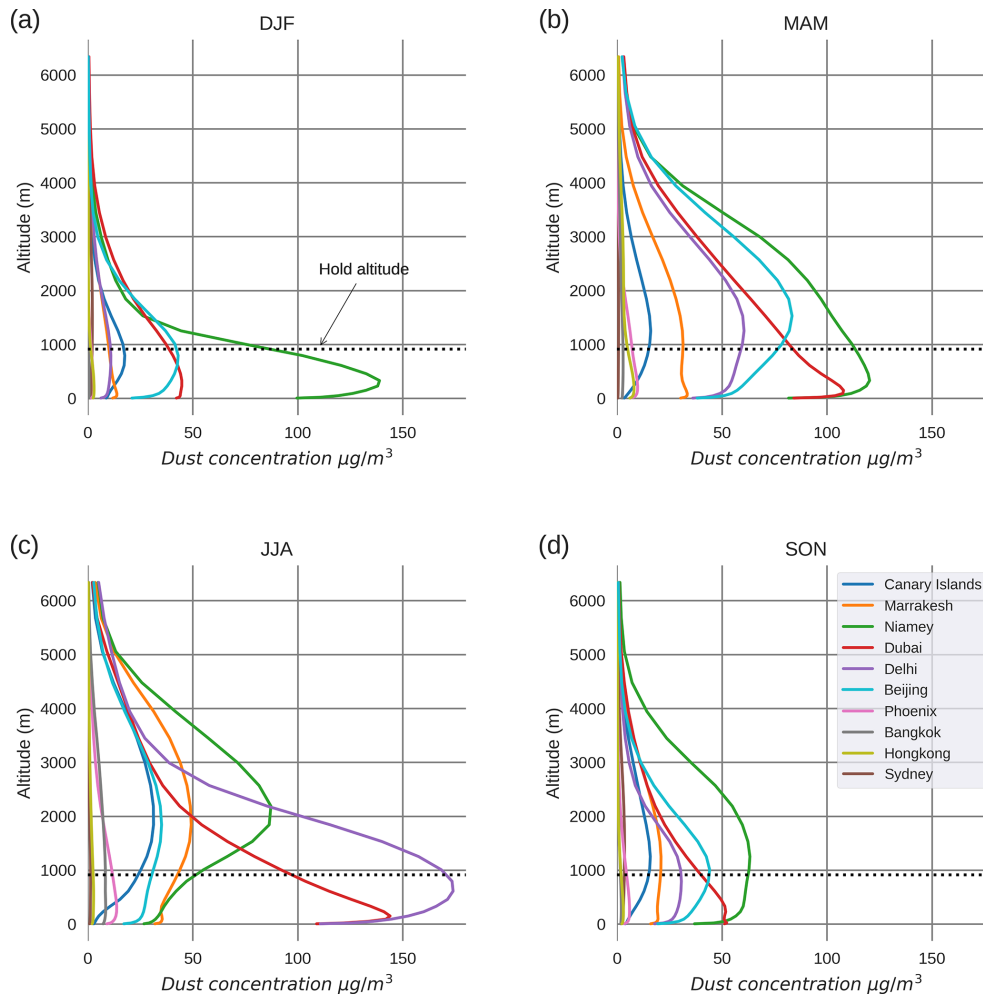 (a)
DJF
Altitude (m)
6000
5000
4000
3000
2000
1000
0
Hold altitude
0 50 100 150
Dust concentration μg/m³
(b)
MAM
Altitude (m)
6000
5000
4000
3000
2000
1000
0
0 50 100 150
Dust concentration μg/m³
(c)
JJA
Altitude (m)
6000
5000
4000
3000
2000
1000
0
0 50 100 150
Dust concentration μg/m³
(d)
SON
Altitude (m)
6000
5000
4000
3000
2000
1000
0
Canary Islands
Marrakesh
Niamey
Dubai
Delhi
Beijing
Phoenix
Bangkok
Hongkong
Sydney
0 50 100 150
Dust concentration μg/m³